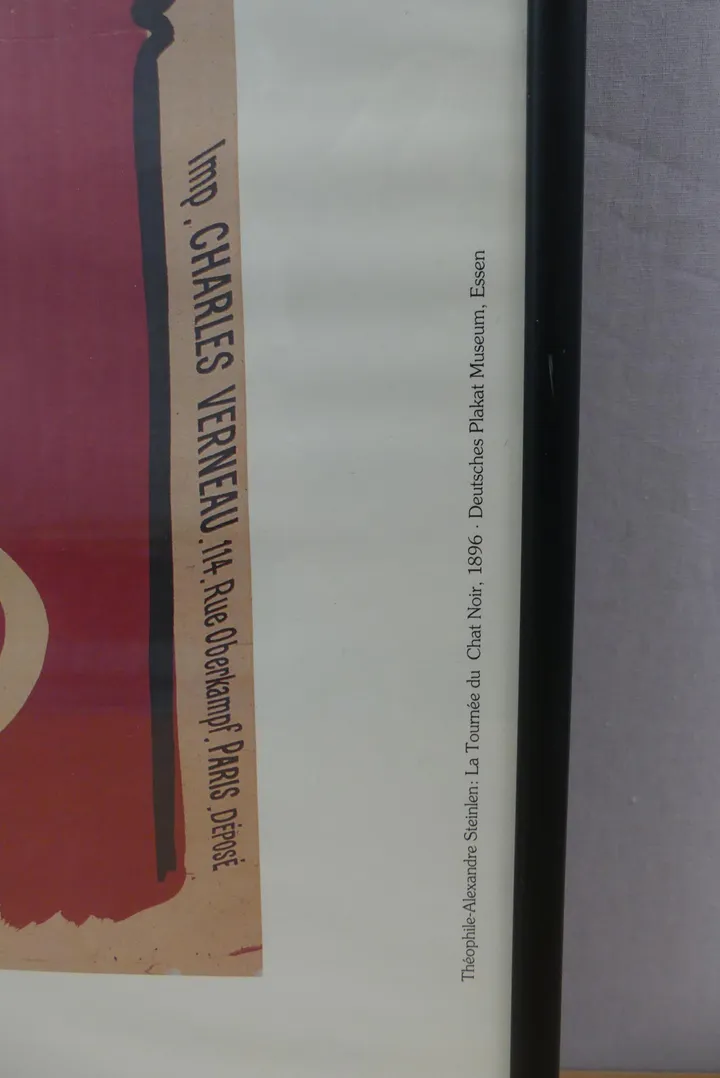 Imp. CHARLES VERNEAU. 114. Rue Oberkampf. PARIS. DÉPOSÉ
Théophile-Alexandre Steinlen: La Tournée du Chat Noir, 1896 · Deutsches Plakat Museum, Essen